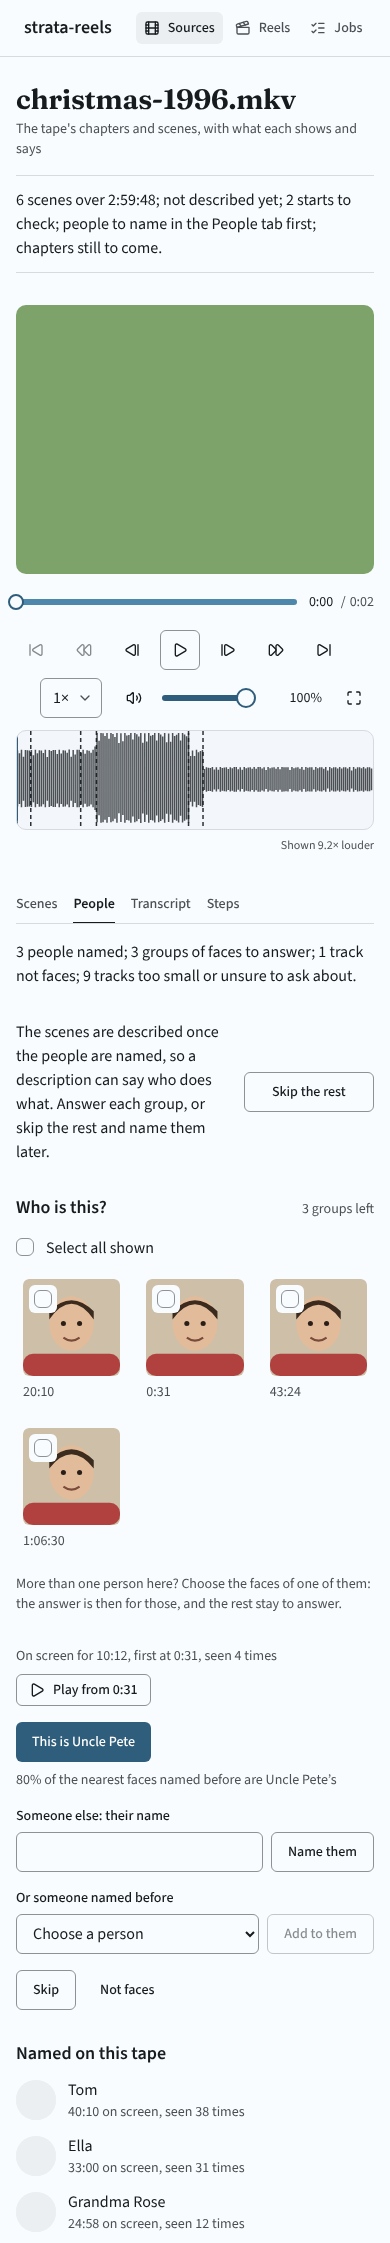 strata-reels
Sources
Reels
Jobs
christmas-1996.mkv
The tape's chapters and scenes, with what each shows and
says
6 scenes over 2:59:48; not described yet; 2 starts to
check; people to name in the People tab first;
chapters still to come.
0:00 / 0:02
1×
100%
Shown 9.2× louder
Scenes
People
Transcript
Steps
3 people named; 3 groups of faces to answer; 1 track
not faces; 9 tracks too small or unsure to ask about.
The scenes are described once
the people are named, so a
description can say who does
what. Answer each group, or
skip the rest and name them
later.
Skip the rest
Who is this?
3 groups left
Select all shown
20:10
0:31
43:24
1:06:30
More than one person here? Choose the faces of one of them:
the answer is then for those, and the rest stay to answer.
On screen for 10:12, first at 0:31, seen 4 times
Play from 0:31
This is Uncle Pete
80% of the nearest faces named before are Uncle Pete's
Someone else: their name
Name them
Or someone named before
Choose a person
Add to them
Skip
Not faces
Named on this tape
Tom
40:10 on screen, seen 38 times
Ella
33:00 on screen, seen 31 times
Grandma Rose
24:58 on screen, seen 12 times